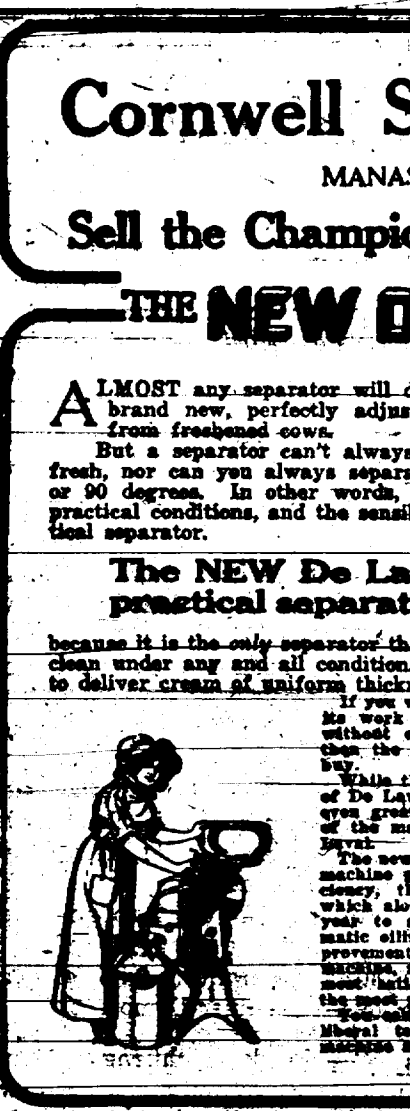 Cornwell S
MANAS
Sell the Champio
THE NEW D
ALMOST any separator will d
brand new, perfectly adjus
from freshened cows.
But a separator can't always
fresh, nor can you always separa
or 90 degrees. In other words,
practical conditions, and the sensi
tical separator.
The NEW De La
practical separat
because it is the only separator th
clean under any and all condition
to deliver cream of uniform thick
If you w
its work
without
then the
buy.
While t
of De Lav
even grea
of the m
Laval.
The new
machine
ciency, th
which alo
year to
matic oili
provement
machine,
most
the most
You
liberal te
machine